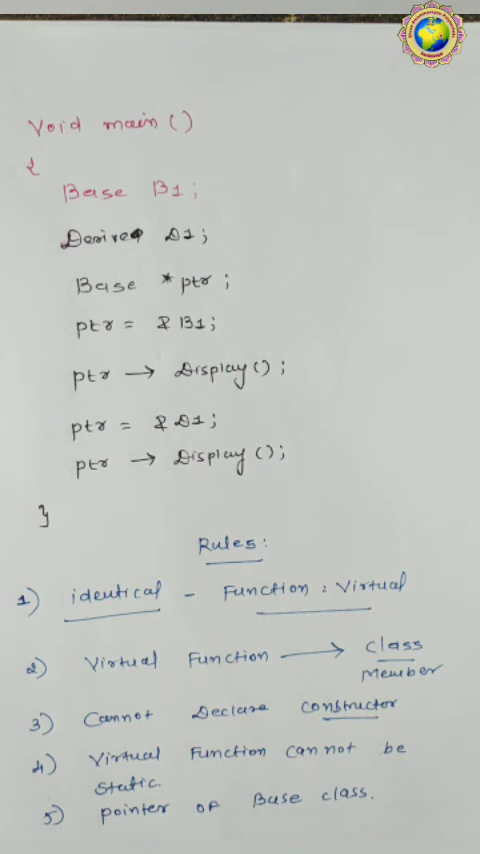 Void main ()
{
Base B1;
Derived D1;
Base *ptr;
ptr = & B1;
ptr → Display();
ptr = & D1;
ptr → Display();
}
Rules:
1) identical - Function : Virtual
2) Virtual Function → class
Member
3) Cannot Declare constructor
4) Virtual Function cannot be
static.
5) pointer of Base class.